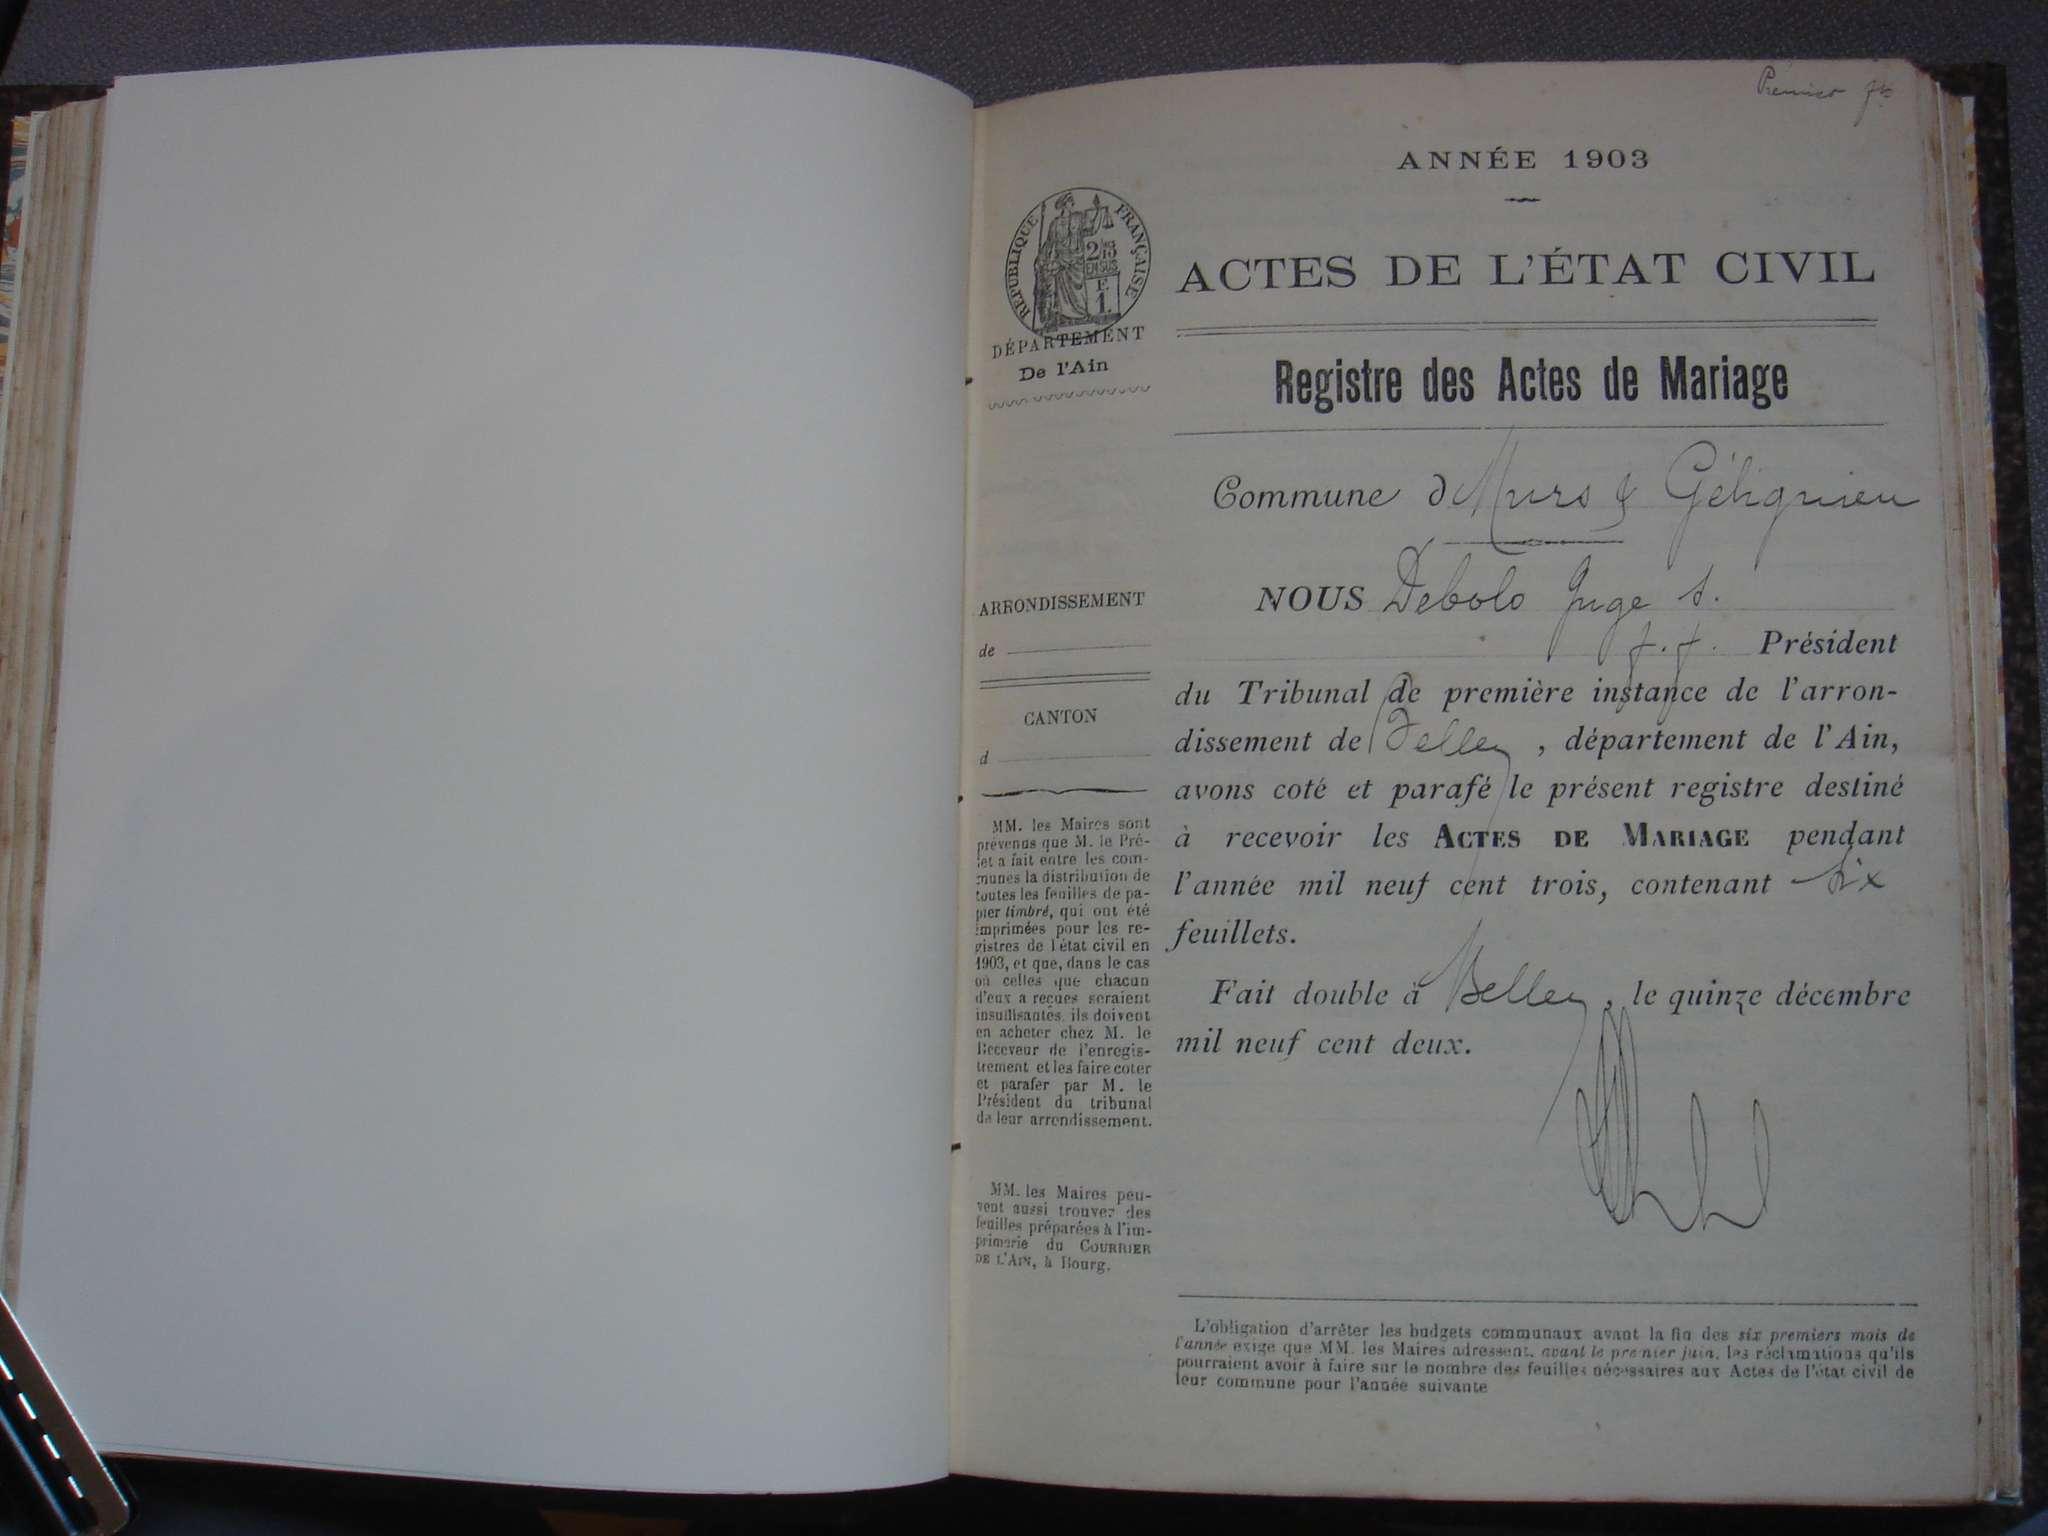 Premier ft
ANNÉE 1903
RÉPUBLIQUE FRANÇAISE
2/10
EN SUS
F.
1.
DÉPARTEMENT
De l'Ain
ACTES DE L'ÉTAT CIVIL
Registre des Actes de Mariage
Commune d Murs & Gélignieu
NOUS Debolo Juge s.
f.f. Président
du Tribunal de première instance de l'arron-
dissement de Belley, département de l'Ain,
avons coté et parafé le présent registre destiné
à recevoir les ACTES DE MARIAGE pendant
l'année mil neuf cent trois, contenant six
feuillets.
Fait double à Belley, le quinze décembre
mil neuf cent deux.
ARRONDISSEMENT
de
CANTON
d
MM. les Maires sont
prévenus que M. le Pré-
fet a fait entre les com-
munes la distribution de
toutes les feuilles de pa-
pier timbré, qui ont été
imprimées pour les re-
gistres de l'état civil en
1903, et que, dans le cas
où celles que chacun
d'eux a reçues seraient
insuffisantes, ils doivent
en acheter chez M. le
Receveur de l'enregis-
trement et les faire coter
et parafer par M. le
Président du tribunal
de leur arrondissement.
MM. les Maires peu-
vent aussi trouver des
feuilles préparées à l'im-
primerie du COURRIER
DE L'AIN, à Bourg.
L'obligation d'arrêter les budgets communaux avant la fin des six premiers mois de
l'année exige que MM. les Maires adressent, avant le premier juin, les réclamations qu'ils
pourraient avoir à faire sur le nombre des feuilles nécessaires aux Actes de l'état civil de
leur commune pour l'année suivante